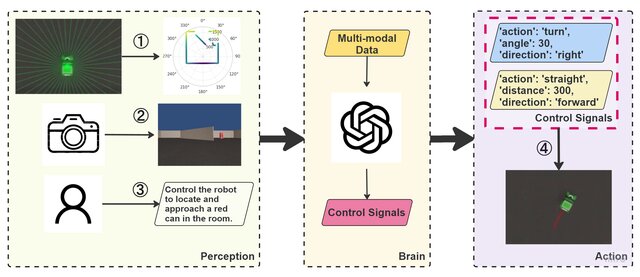 ①
0°
330°
30°
300°
60°
270°
90°
240°
120°
210°
150°
180°
②
③
Control the robot
to locate and
approach a red
can in the room.
Perception
Multi-modal
Data
Control Signals
Brain
'action': 'turn',
'angle': 30,
'direction': 'right'
'action': 'straight',
'distance': 300,
'direction': 'forward'
Control Signals
④
Action